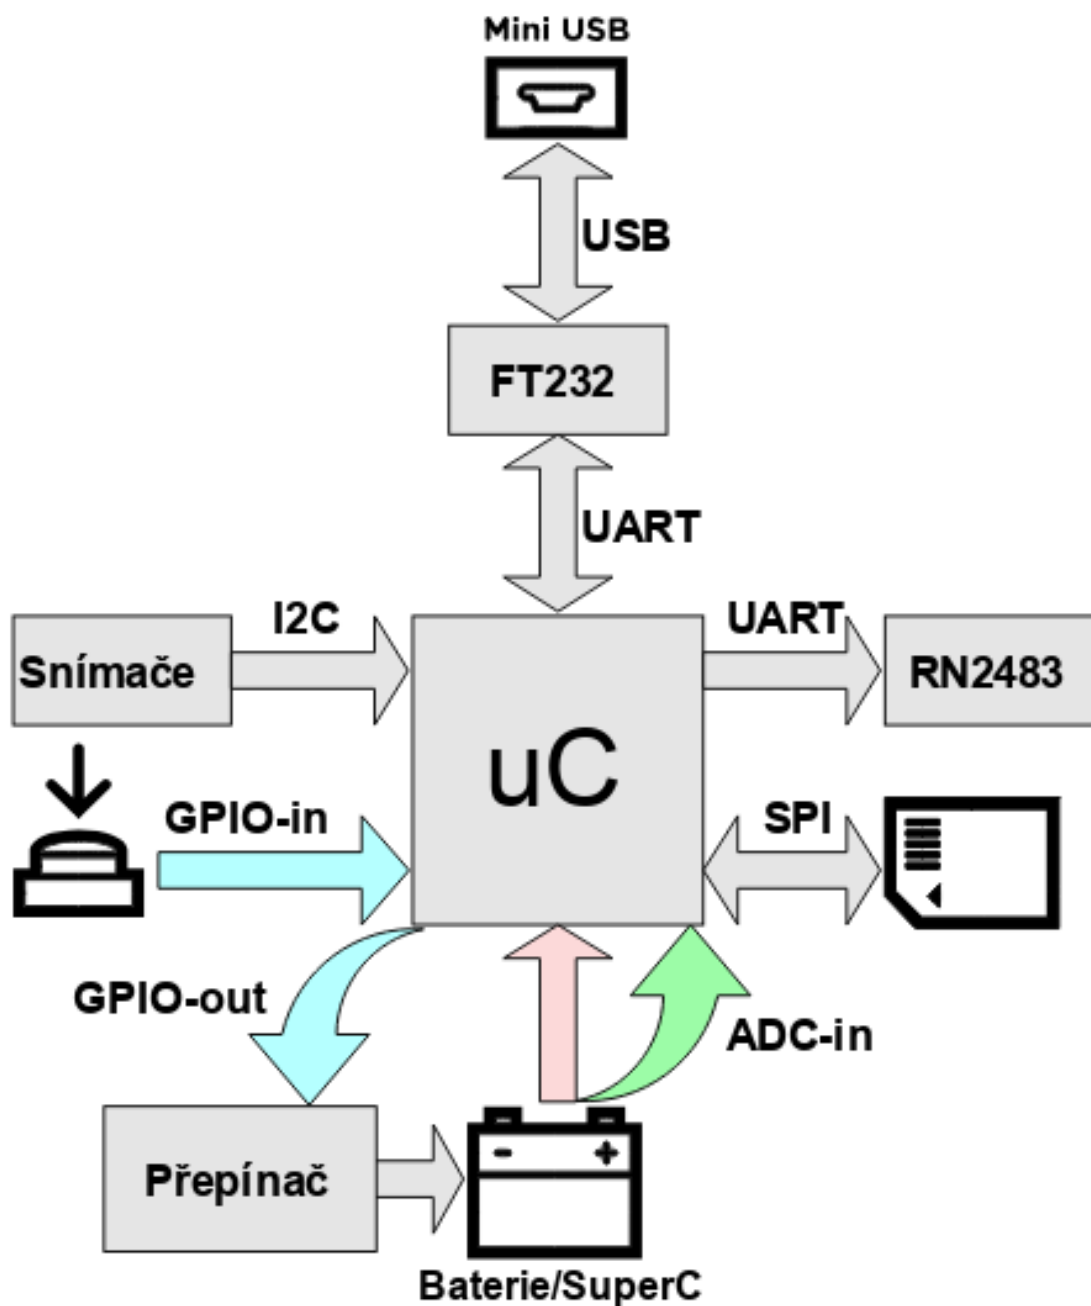 Mini USB
USB
FT232
UART
I2C
UART
Snímače
RN2483
uC
GPIO-in
SPI
GPIO-out
ADC-in
Přepínač
- +
Baterie/SuperC